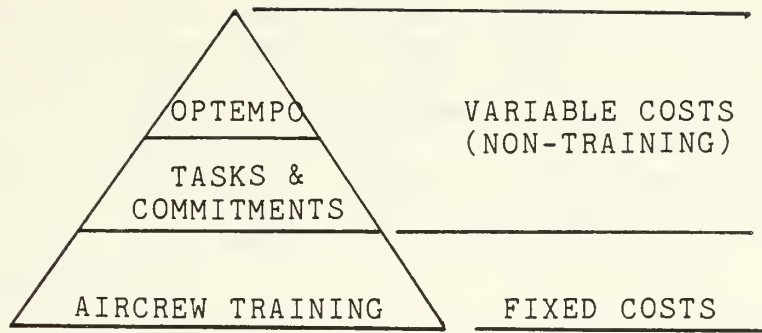 OPTEMPO
VARIABLE COSTS
(NON-TRAINING)
TASKS &
COMMITMENTS
AIRCREW TRAINING
FIXED COSTS